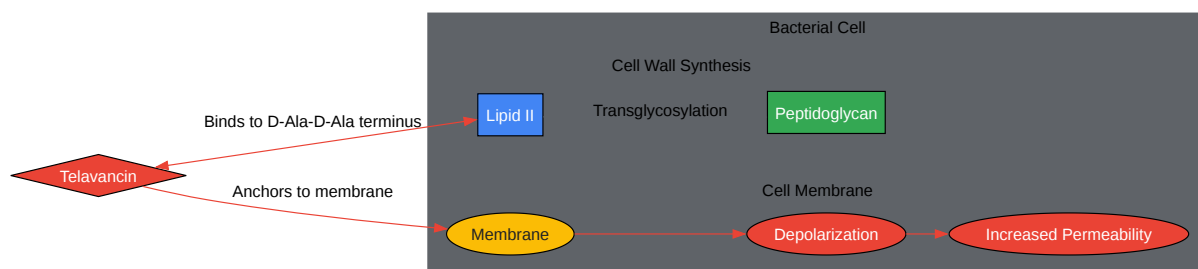 Bacterial Cell
Cell Wall Synthesis
Lipid II
Transglycosylation
Peptidoglycan
Binds to D-Ala-D-Ala terminus
Telavancin
Anchors to membrane
Cell Membrane
Membrane
Depolarization
Increased Permeability